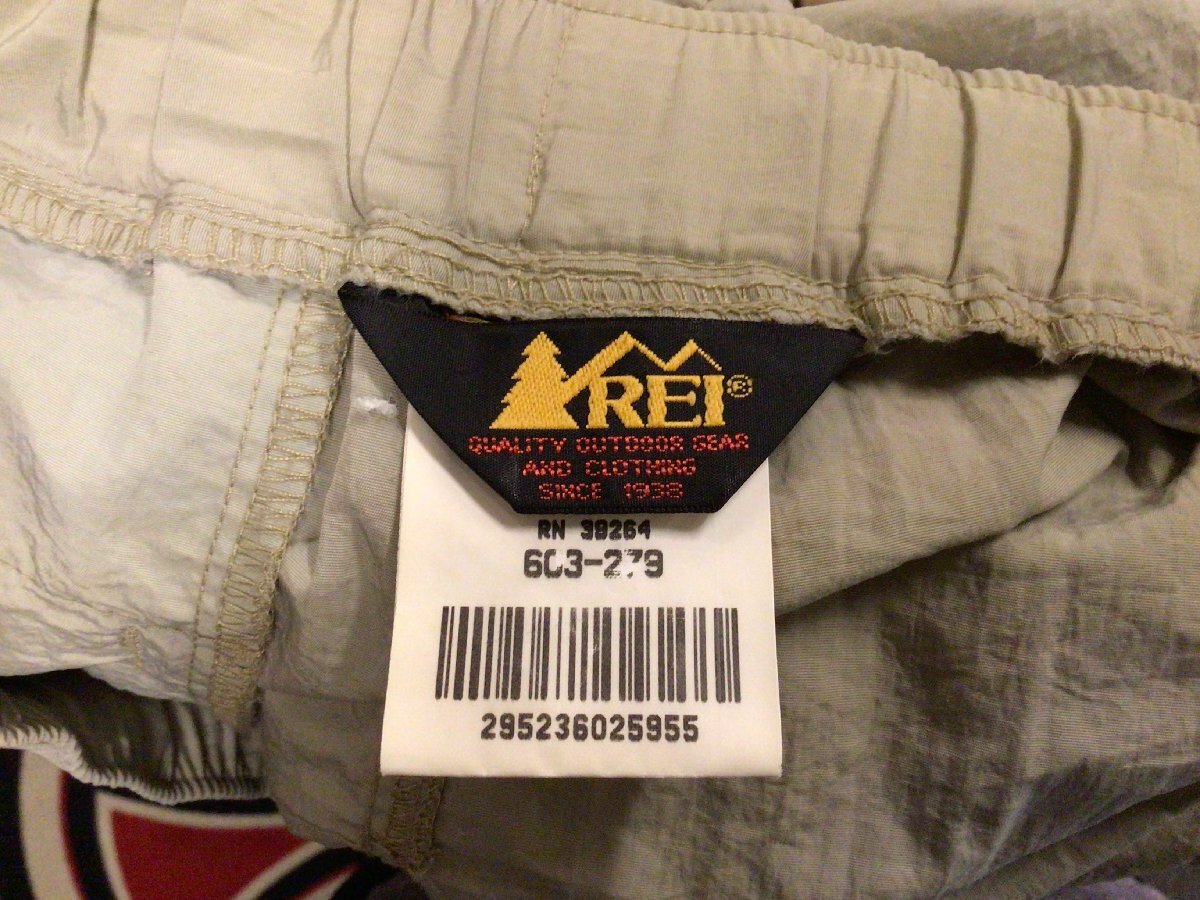 REI®
QUALITY OUTDOOR GEAR
AND CLOTHING
SINCE 1938
RN 39264
603-279
295236025955